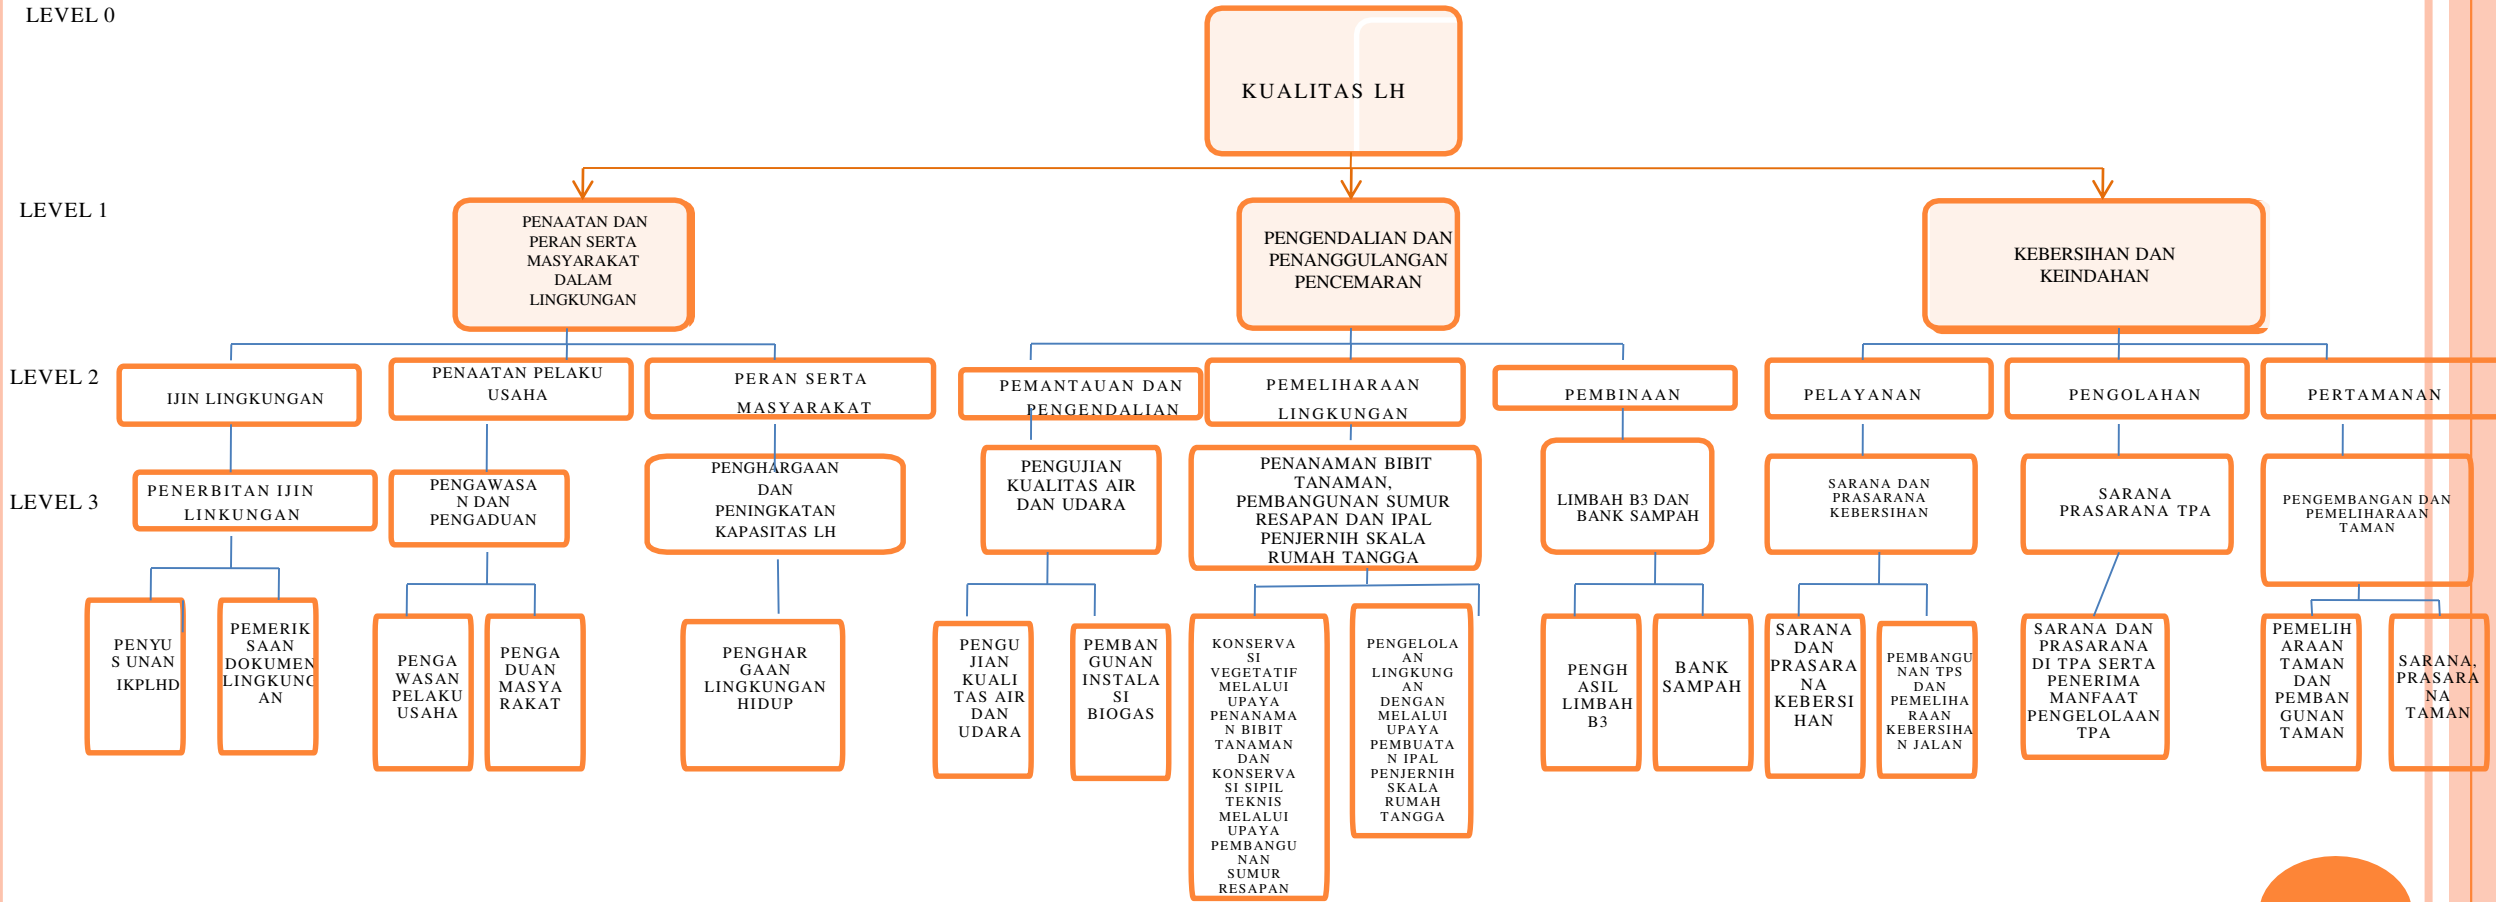 LEVEL 0
KUALITAS LH
LEVEL 1
PENAATAN DAN
PERAN SERTA
MASYARAKAT
DALAM
LINGKUNGAN
PENGENDALIAN DAN
PENANGGULANGAN
PENCEMARAN
KEBERSIHAN DAN
KEINDAHAN
LEVEL 2
IJIN LINGKUNGAN
PENAATAN PELAKU
USAHA
PERAN SERTA
MASYARAKAT
PEMANTAUAN DAN
PENGENDALIAN
PEMELIHARAAN
LINGKUNGAN
PEMBINAAN
PELAYANAN
PENGOLAHAN
PERTAMANAN
LEVEL 3
PENERBITAN IJIN
LINKUNGAN
PENGAWASA
N DAN
PENGADUAN
PENGHARGAAN
DAN
PENINGKATAN
KAPASITAS LH
PENGUJIAN
KUALITAS AIR
DAN UDARA
PENANAMAN BIBIT
TANAMAN,
PEMBANGUNAN SUMUR
RESAPAN DAN IPAL
PENJERNIH SKALA
RUMAH TANGGA
LIMBAH B3 DAN
BANK SAMPAH
SARANA DAN
PRASARANA
KEBERSIHAN
SARANA
PRASARANA TPA
PENGEMBANGAN DAN
PEMELIHARAAN
TAMAN
PENYU
S UNAN
IKPLHD
PEMERIK
SAAN
DOKUMEN
LINGKUNG
AN
PENGA
WASAN
PELAKU
USAHA
PENGA
DUAN
MASYA
RAKAT
PENGHAR
GAAN
LINGKUNGAN
HIDUP
PENGU
JIAN
KUALI
TAS AIR
DAN
UDARA
PEMBAN
GUNAN
INSTALA
SI
BIOGAS
KONSERVA
SI
VEGETATIF
MELALUI
UPAYA
PENANAMA
N BIBIT
TANAMAN
DAN
KONSERVA
SI SIPIL
TEKNIS
MELALUI
UPAYA
PEMBANGU
NAN
SUMUR
RESAPAN
PENGELOLA
AN
LINGKUNG
AN
DENGAN
MELALUI
UPAYA
PEMBUATA
N IPAL
PENJERNIH
SKALA
RUMAH
TANGGA
PENGH
ASIL
LIMBAH
B3
BANK
SAMPAH
SARANA
DAN
PRASARA
NA
KEBERSI
HAN
PEMBANGU
NAN TPS
DAN
PEMELIHA
RAAN
KEBERSIHA
N JALAN
SARANA DAN
PRASARANA
DI TPA SERTA
PENERIMA
MANFAAT
PENGELOLAAN
TPA
PEMELIH
ARAAN
TAMAN
DAN
PEMBAN
GUNAN
TAMAN
SARANA,
PRASARA
NA
TAMAN